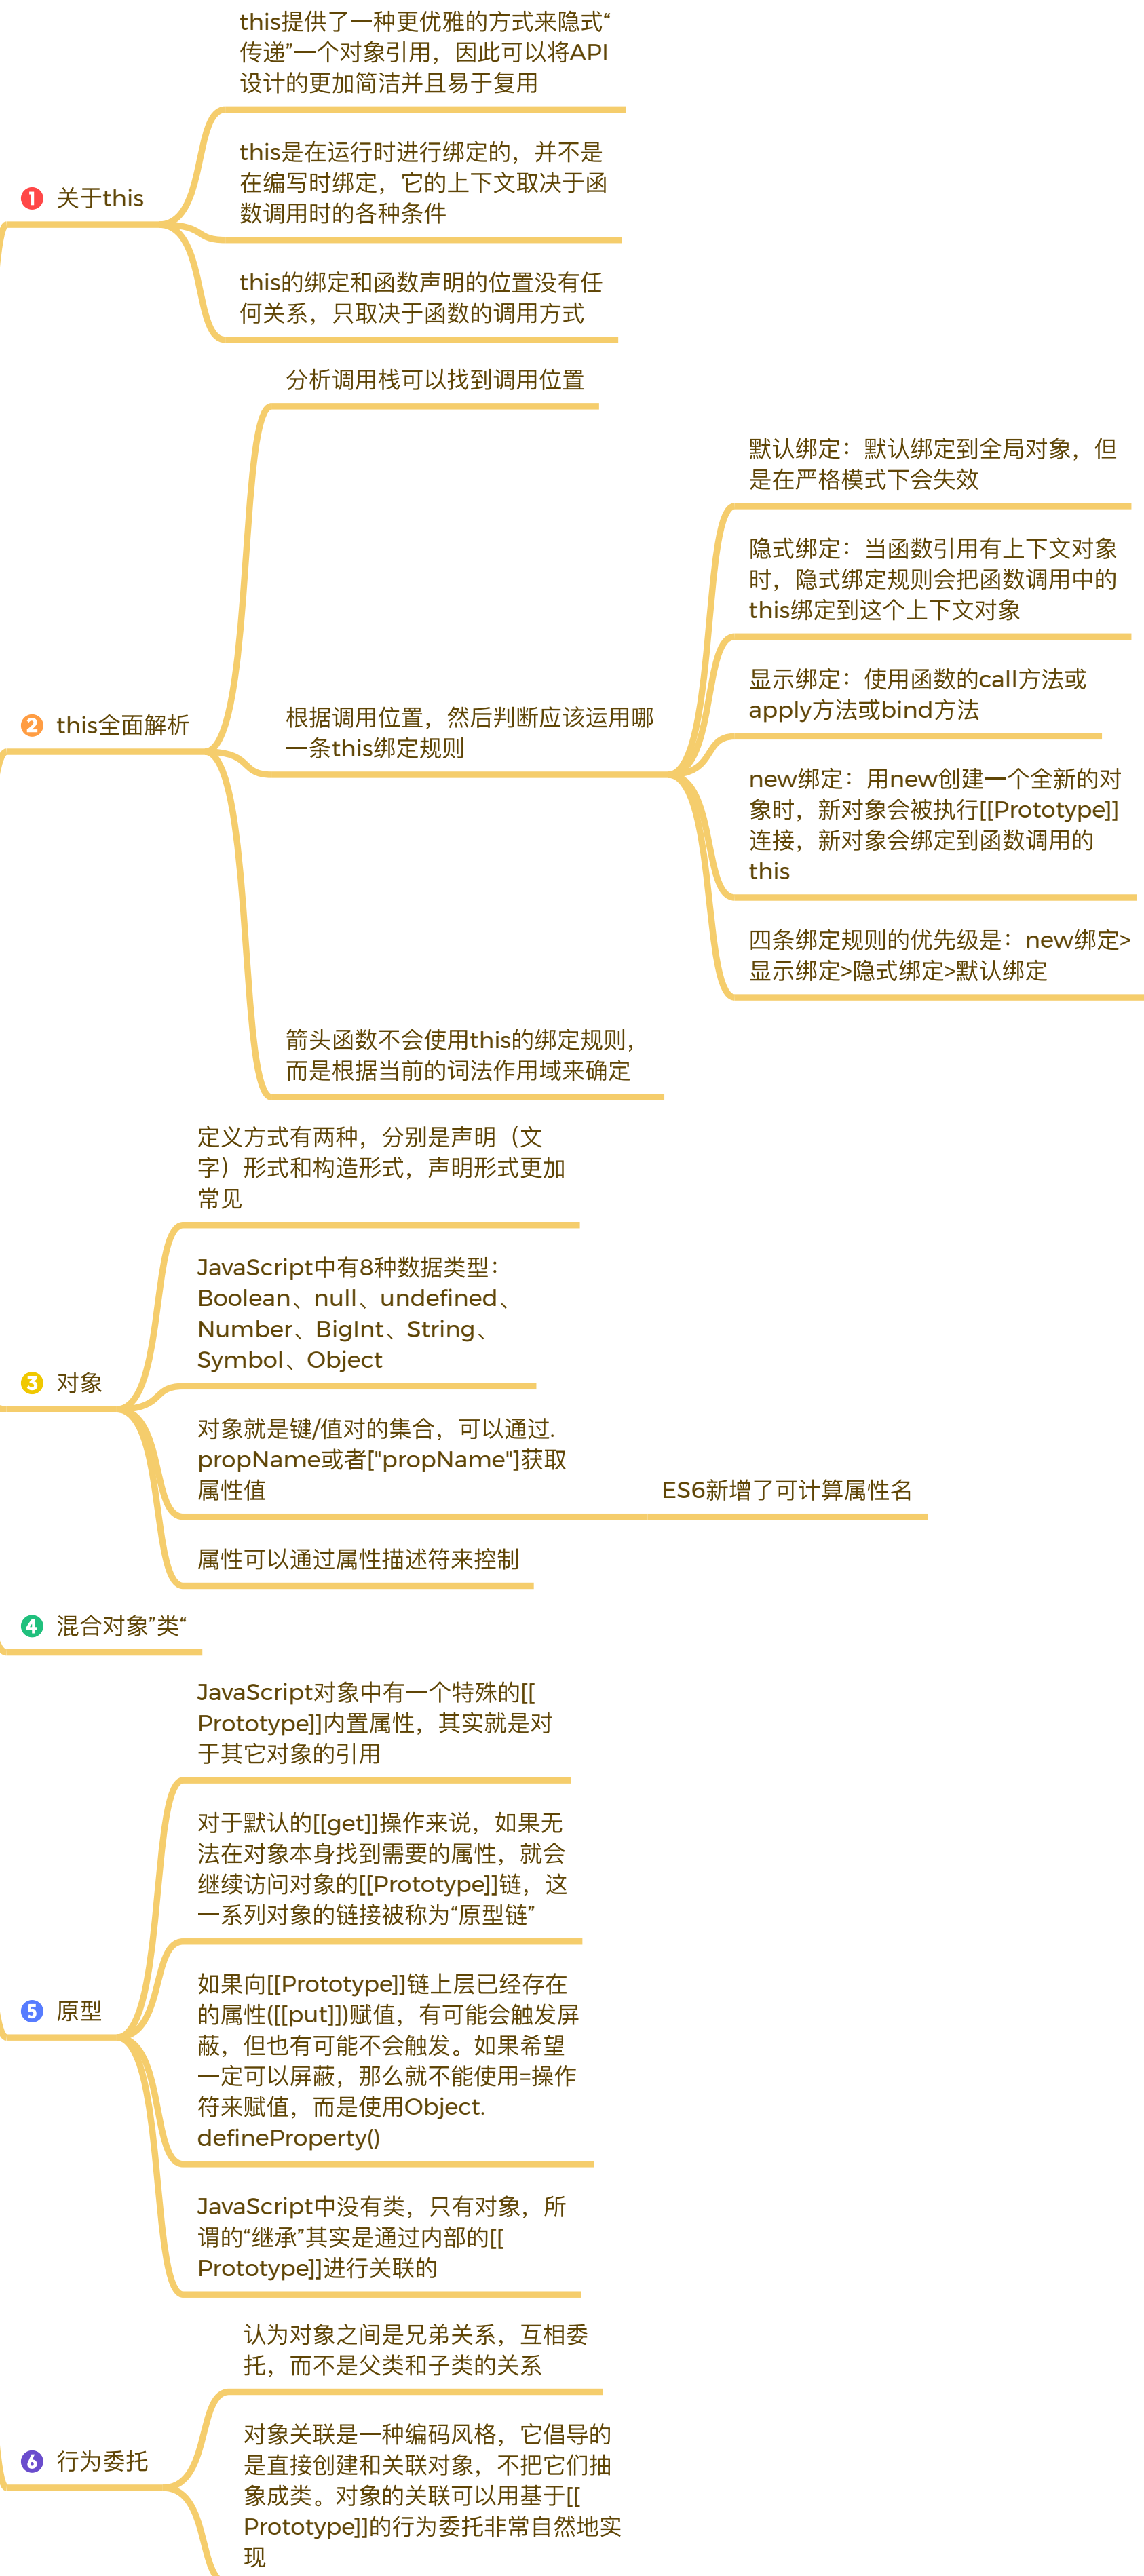 ❶ 关于this
this提供了一种更优雅的方式来隐式“
传递”一个对象引用，因此可以将API
设计的更加简洁并且易于复用
this是在运行时进行绑定的，并不是
在编写时绑定，它的上下文取决于函
数调用时的各种条件
this的绑定和函数声明的位置没有任
何关系，只取决于函数的调用方式
❷ this全面解析
分析调用栈可以找到调用位置
根据调用位置，然后判断应该运用哪
一条this绑定规则
默认绑定：默认绑定到全局对象，但
是在严格模式下会失效
隐式绑定：当函数引用有上下文对象
时，隐式绑定规则会把函数调用中的
this绑定到这个上下文对象
显示绑定：使用函数的call方法或
apply方法或bind方法
new绑定：用new创建一个全新的对
象时，新对象会被执行[[Prototype]]
连接，新对象会绑定到函数调用的
this
四条绑定规则的优先级是：new绑定>
显示绑定>隐式绑定>默认绑定
箭头函数不会使用this的绑定规则，
而是根据当前的词法作用域来确定
❸ 对象
定义方式有两种，分别是声明（文
字）形式和构造形式，声明形式更加
常见
JavaScript中有8种数据类型：
Boolean、null、undefined、
Number、BigInt、String、
Symbol、Object
对象就是键/值对的集合，可以通过.
propName或者["propName"]获取
属性值
ES6新增了可计算属性名
属性可以通过属性描述符来控制
❹ 混合对象”类“
❺ 原型
JavaScript对象中有一个特殊的[[
Prototype]]内置属性，其实就是对
于其它对象的引用
对于默认的[[get]]操作来说，如果无
法在对象本身找到需要的属性，就会
继续访问对象的[[Prototype]]链，这
一系列对象的链接被称为“原型链”
如果向[[Prototype]]链上层已经存在
的属性([[put]])赋值，有可能会触发屏
蔽，但也有可能不会触发。如果希望
一定可以屏蔽，那么就不能使用=操作
符来赋值，而是使用Object.
defineProperty()
JavaScript中没有类，只有对象，所
谓的“继承”其实是通过内部的[[
Prototype]]进行关联的
❻ 行为委托
认为对象之间是兄弟关系，互相委
托，而不是父类和子类的关系
对象关联是一种编码风格，它倡导的
是直接创建和关联对象，不把它们抽
象成类。对象的关联可以用基于[[
Prototype]]的行为委托非常自然地实
现